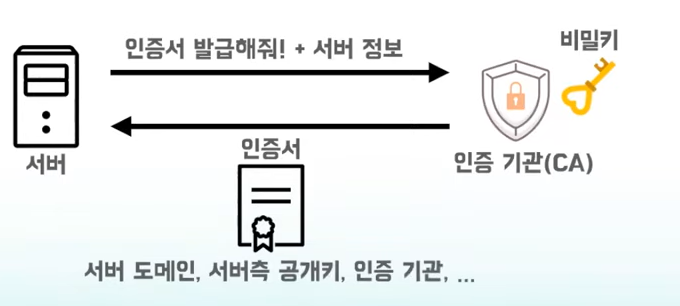 인증서 발급해줘! + 서버 정보
비밀키
서버
인증서
인증 기관(CA)
서버 도메인, 서버측 공개키, 인증 기관, ...